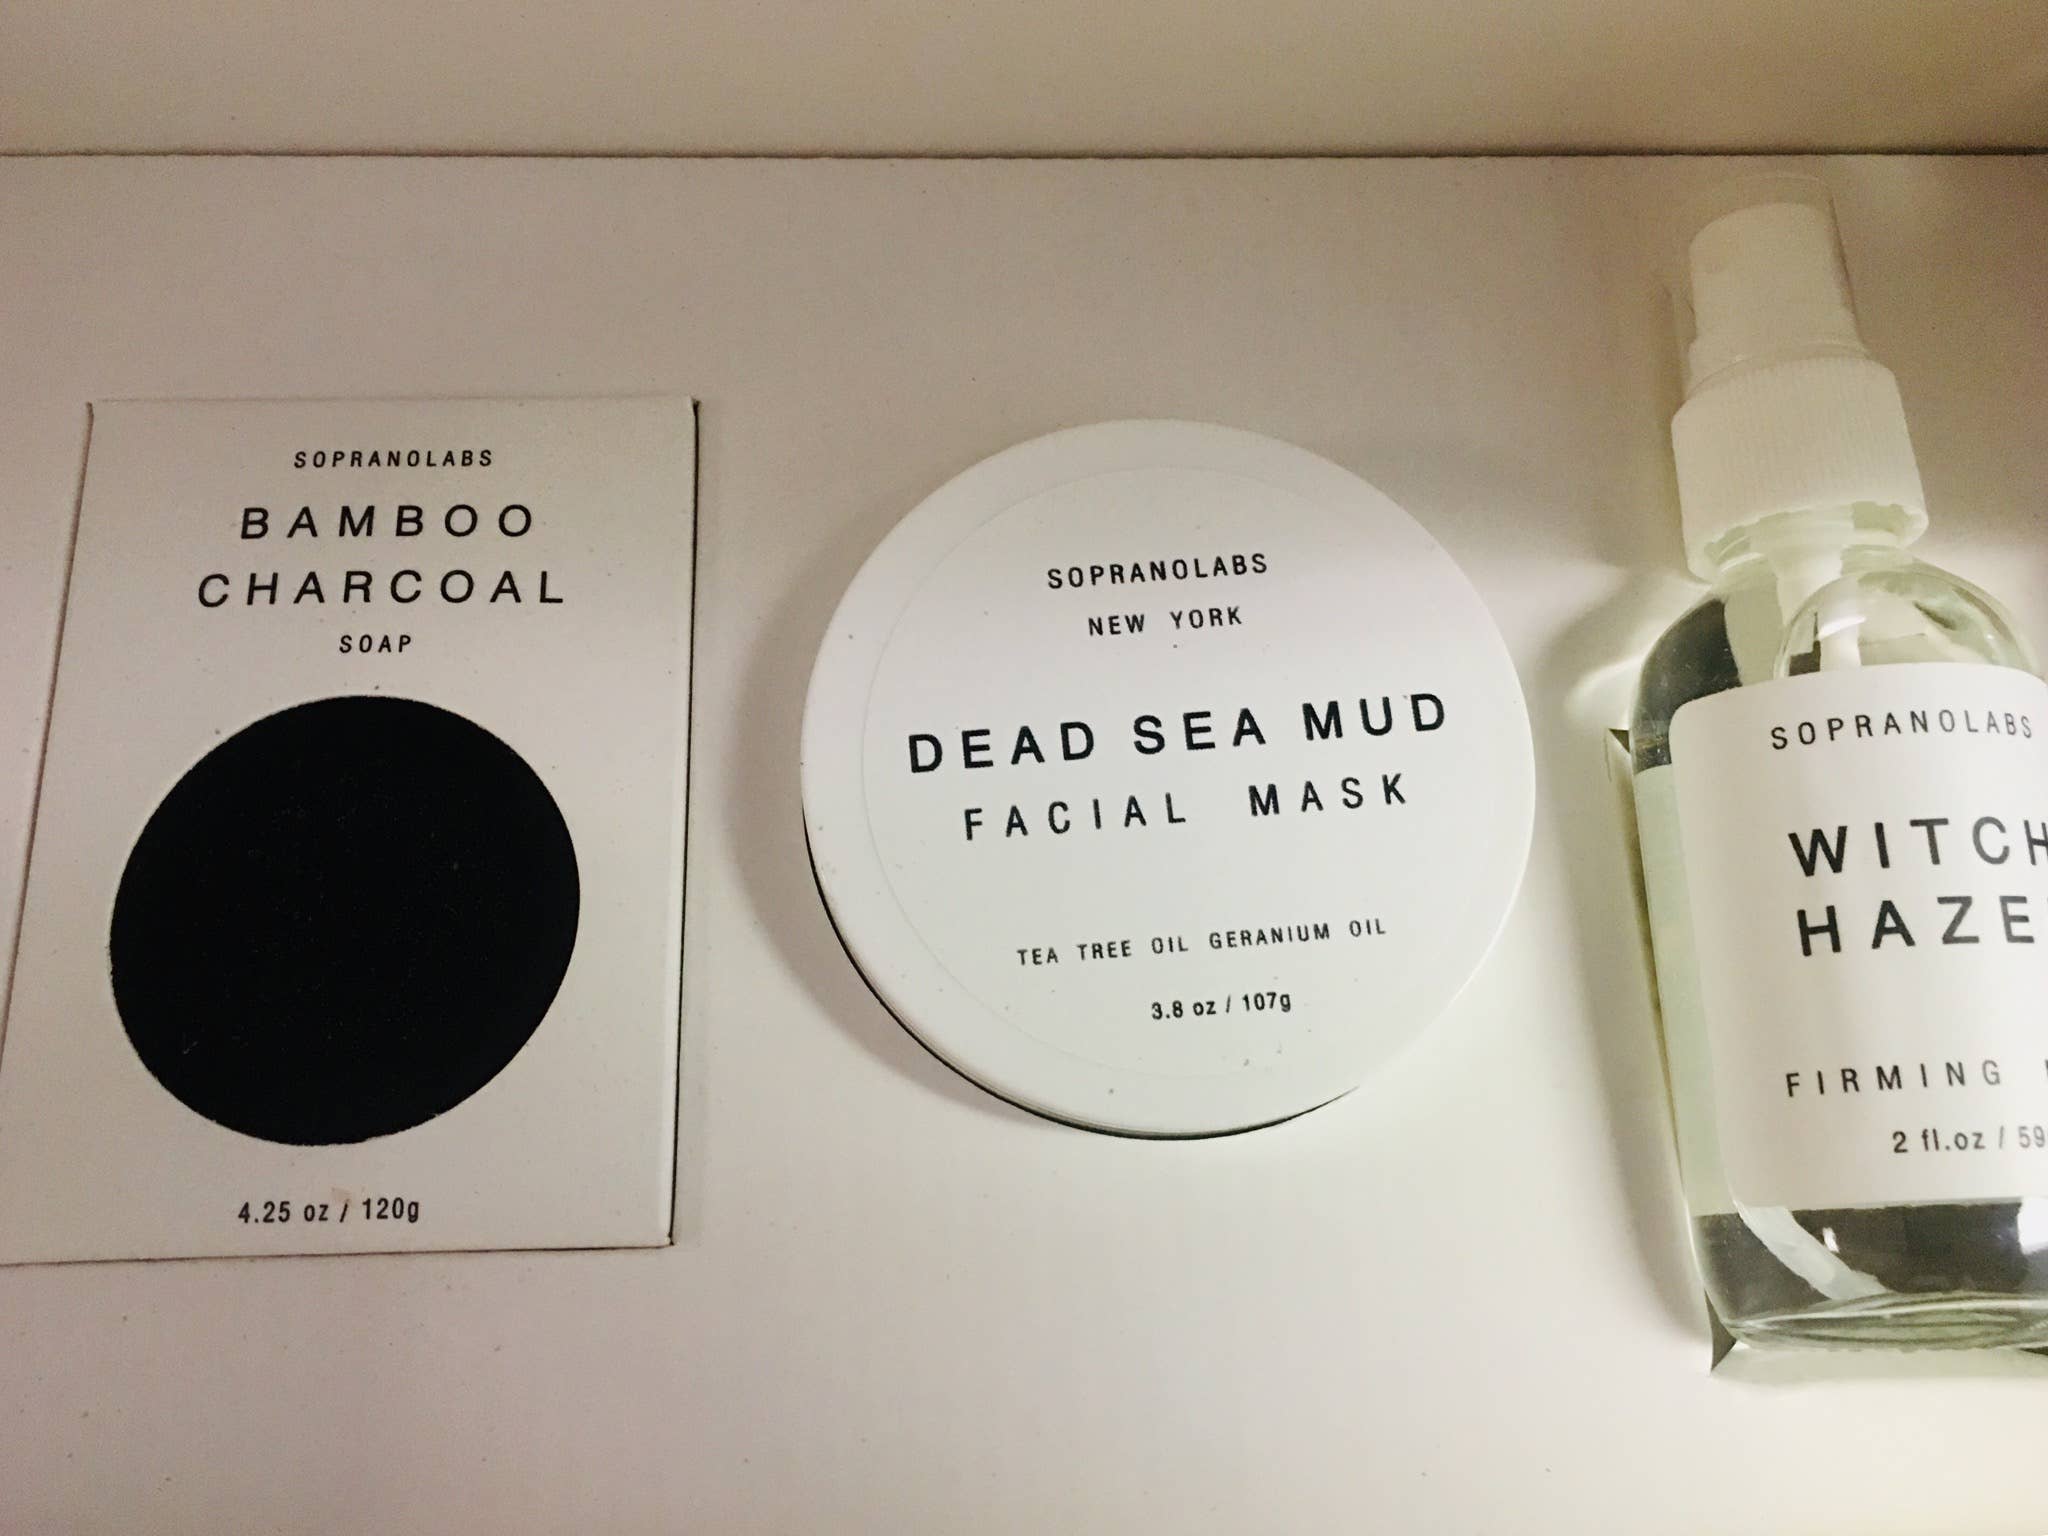 SOPRANOLABS
BAMBOO
CHARCOAL
SOAP
4.25 oz / 120g
SOPRANOLABS
NEW YORK
DEAD SEA MUD
FACIAL MASK
TEA TREE OIL GERANIUM OIL
3.8 oz / 107g
SOPRANOLABS
WITCH
HAZE
FIRMING
2 fl.oz / 59